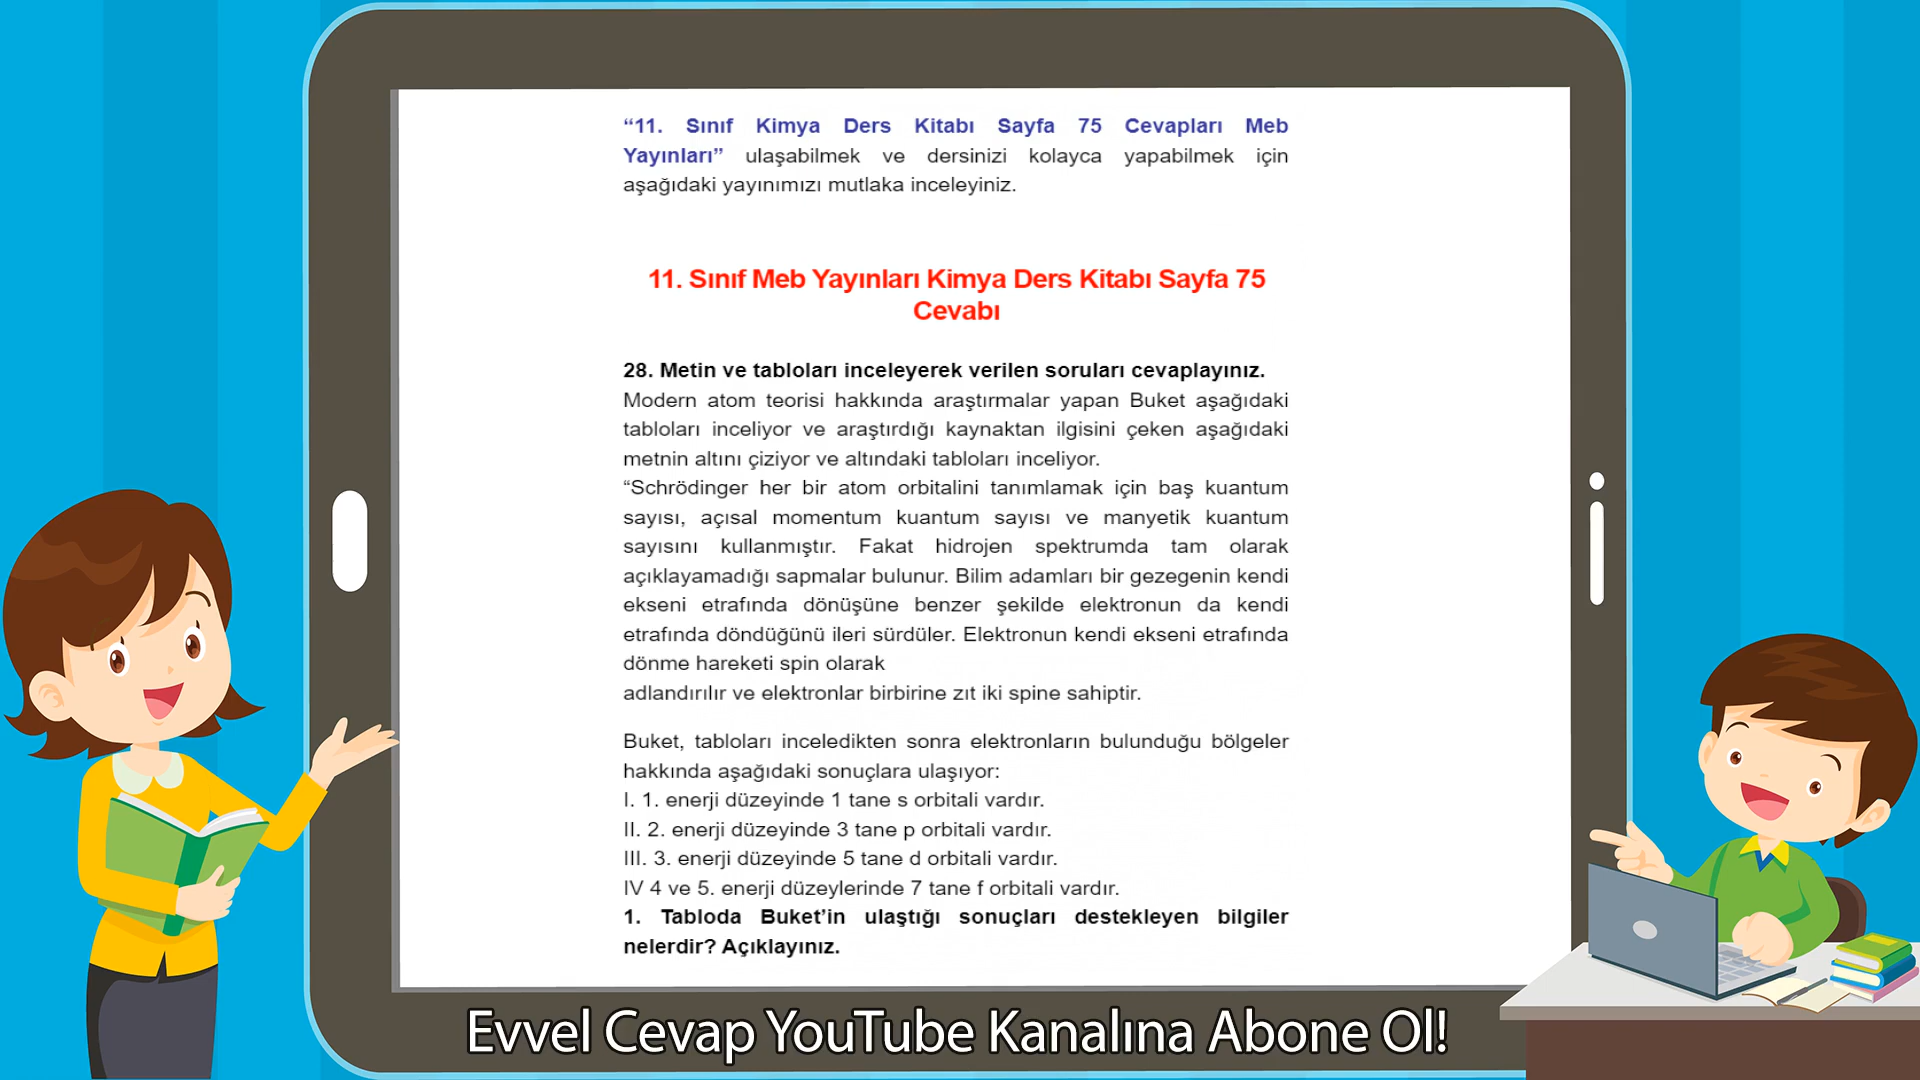 “11. Sınıf Kimya Ders Kitabı Sayfa 75 Cevapları Meb
Yayınları” ulaşabilmek ve dersinizi kolayca yapabilmek için
aşağıdaki yayınımızı mutlaka inceleyiniz.
11. Sınıf Meb Yayınları Kimya Ders Kitabı Sayfa 75
Cevabı
28. Metin ve tabloları inceleyerek verilen soruları cevaplayınız.
Modern atom teorisi hakkında araştırmalar yapan Buket aşağıdaki
tabloları inceliyor ve araştırdığı kaynaktan ilgisini çeken aşağıdaki
metnin altını çiziyor ve altındaki tabloları inceliyor.
“Schrödinger her bir atom orbitalini tanımlamak için baş kuantum
sayısı, açısal momentum kuantum sayısı ve manyetik kuantum
sayısını kullanmıştır. Fakat hidrojen spektrumda tam olarak
açıklayamadığı sapmalar bulunur. Bilim adamları bir gezegenin kendi
ekseni etrafında dönüşüne benzer şekilde elektronun da kendi
etrafında döndüğünü ileri sürdüler. Elektronun kendi ekseni etrafında
dönme hareketi spin olarak
adlandırılır ve elektronlar birbirine zıt iki spine sahiptir.
Buket, tabloları inceledikten sonra elektronların bulunduğu bölgeler
hakkında aşağıdaki sonuçlara ulaşıyor:
I. 1. enerji düzeyinde 1 tane s orbitali vardır.
II. 2. enerji düzeyinde 3 tane p orbitali vardır.
III. 3. enerji düzeyinde 5 tane d orbitali vardır.
IV 4 ve 5. enerji düzeylerinde 7 tane f orbitali vardır.
1. Tabloda Buket’in ulaştığı sonuçları destekleyen bilgiler
nelerdir? Açıklayınız.
Evvel Cevap YouTube Kanalına Abone Ol!